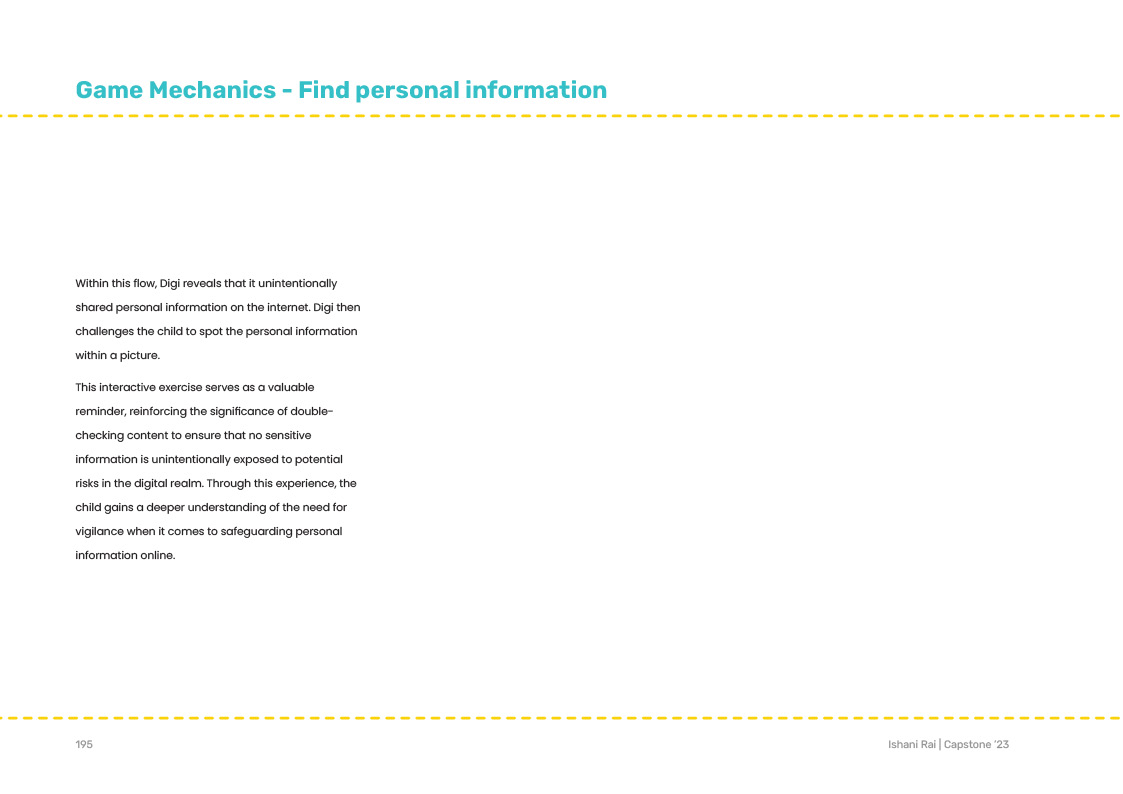 Game Mechanics - Find personal information
Within this flow, Digi reveals that it unintentionally
shared personal information on the internet. Digi then
challenges the child to spot the personal information
within a picture.
This interactive exercise serves as a valuable
reminder, reinforcing the significance of double-
checking content to ensure that no sensitive
information is unintentionally exposed to potential
risks in the digital realm. Through this experience, the
child gains a deeper understanding of the need for
vigilance when it comes to safeguarding personal
information online.
195
Ishani Rai | Capstone '23